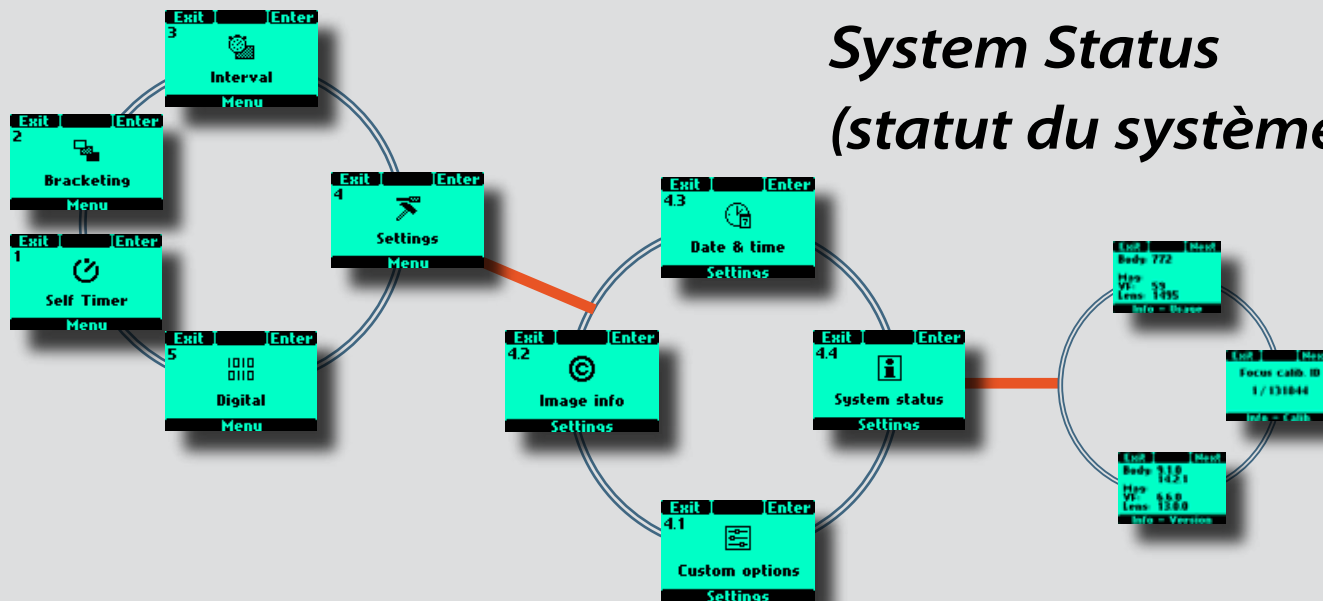 System Status
(statut du système
Exit Enter
3
Interval
Menu
Exit Enter
2
Bracketing
Menu
Exit Enter
1
Self Timer
Menu
Exit Enter
4
Settings
Menu
Exit Enter
5
1010
0110
Digital
Menu
Exit Enter
4.3
?
Date & time
Settings
Exit Enter
4.2
©
Image info
Settings
Exit Enter
4.4
i
System status
Settings
Exit Enter
4.1
Custom options
Settings
Exit Next
Body: 772
Mag:
VF: 59
Lens: 1495
Info - Usage
Exit Next
Focus calib. ID
1 / 131044
Info - Calib
Exit Next
Body: 9.1.0
14.2.1
Mag:
VF: 6.6.0
Lens: 13.0.0
Info - Version